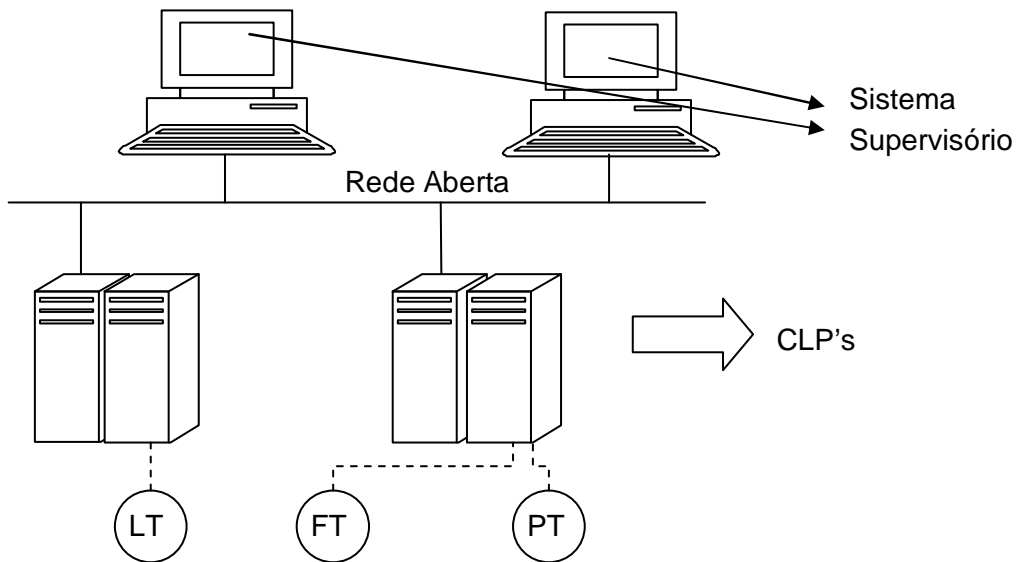 Sistema
Supervisório
Rede Aberta
CLP's
LT
FT
PT